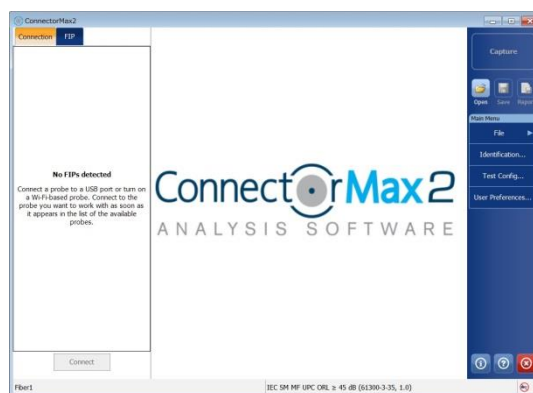 ConnectorMax2
Connection FIP
No FIPs detected
Connect a probe to a USB port or turn on
a Wi-Fi-based probe. Connect to the
probe you want to work with as soon as
it appears in the list of the available
probes.
Connect
ConnectorMax2
ANALYSIS SOFTWARE
Capture
Open Save Report
Main Menu
File
Identification...
Test Config...
User Preferences...
Fiber1
IEC SM MF UPC ORL ≥ 45 dB (61300-3-35, 1.0)